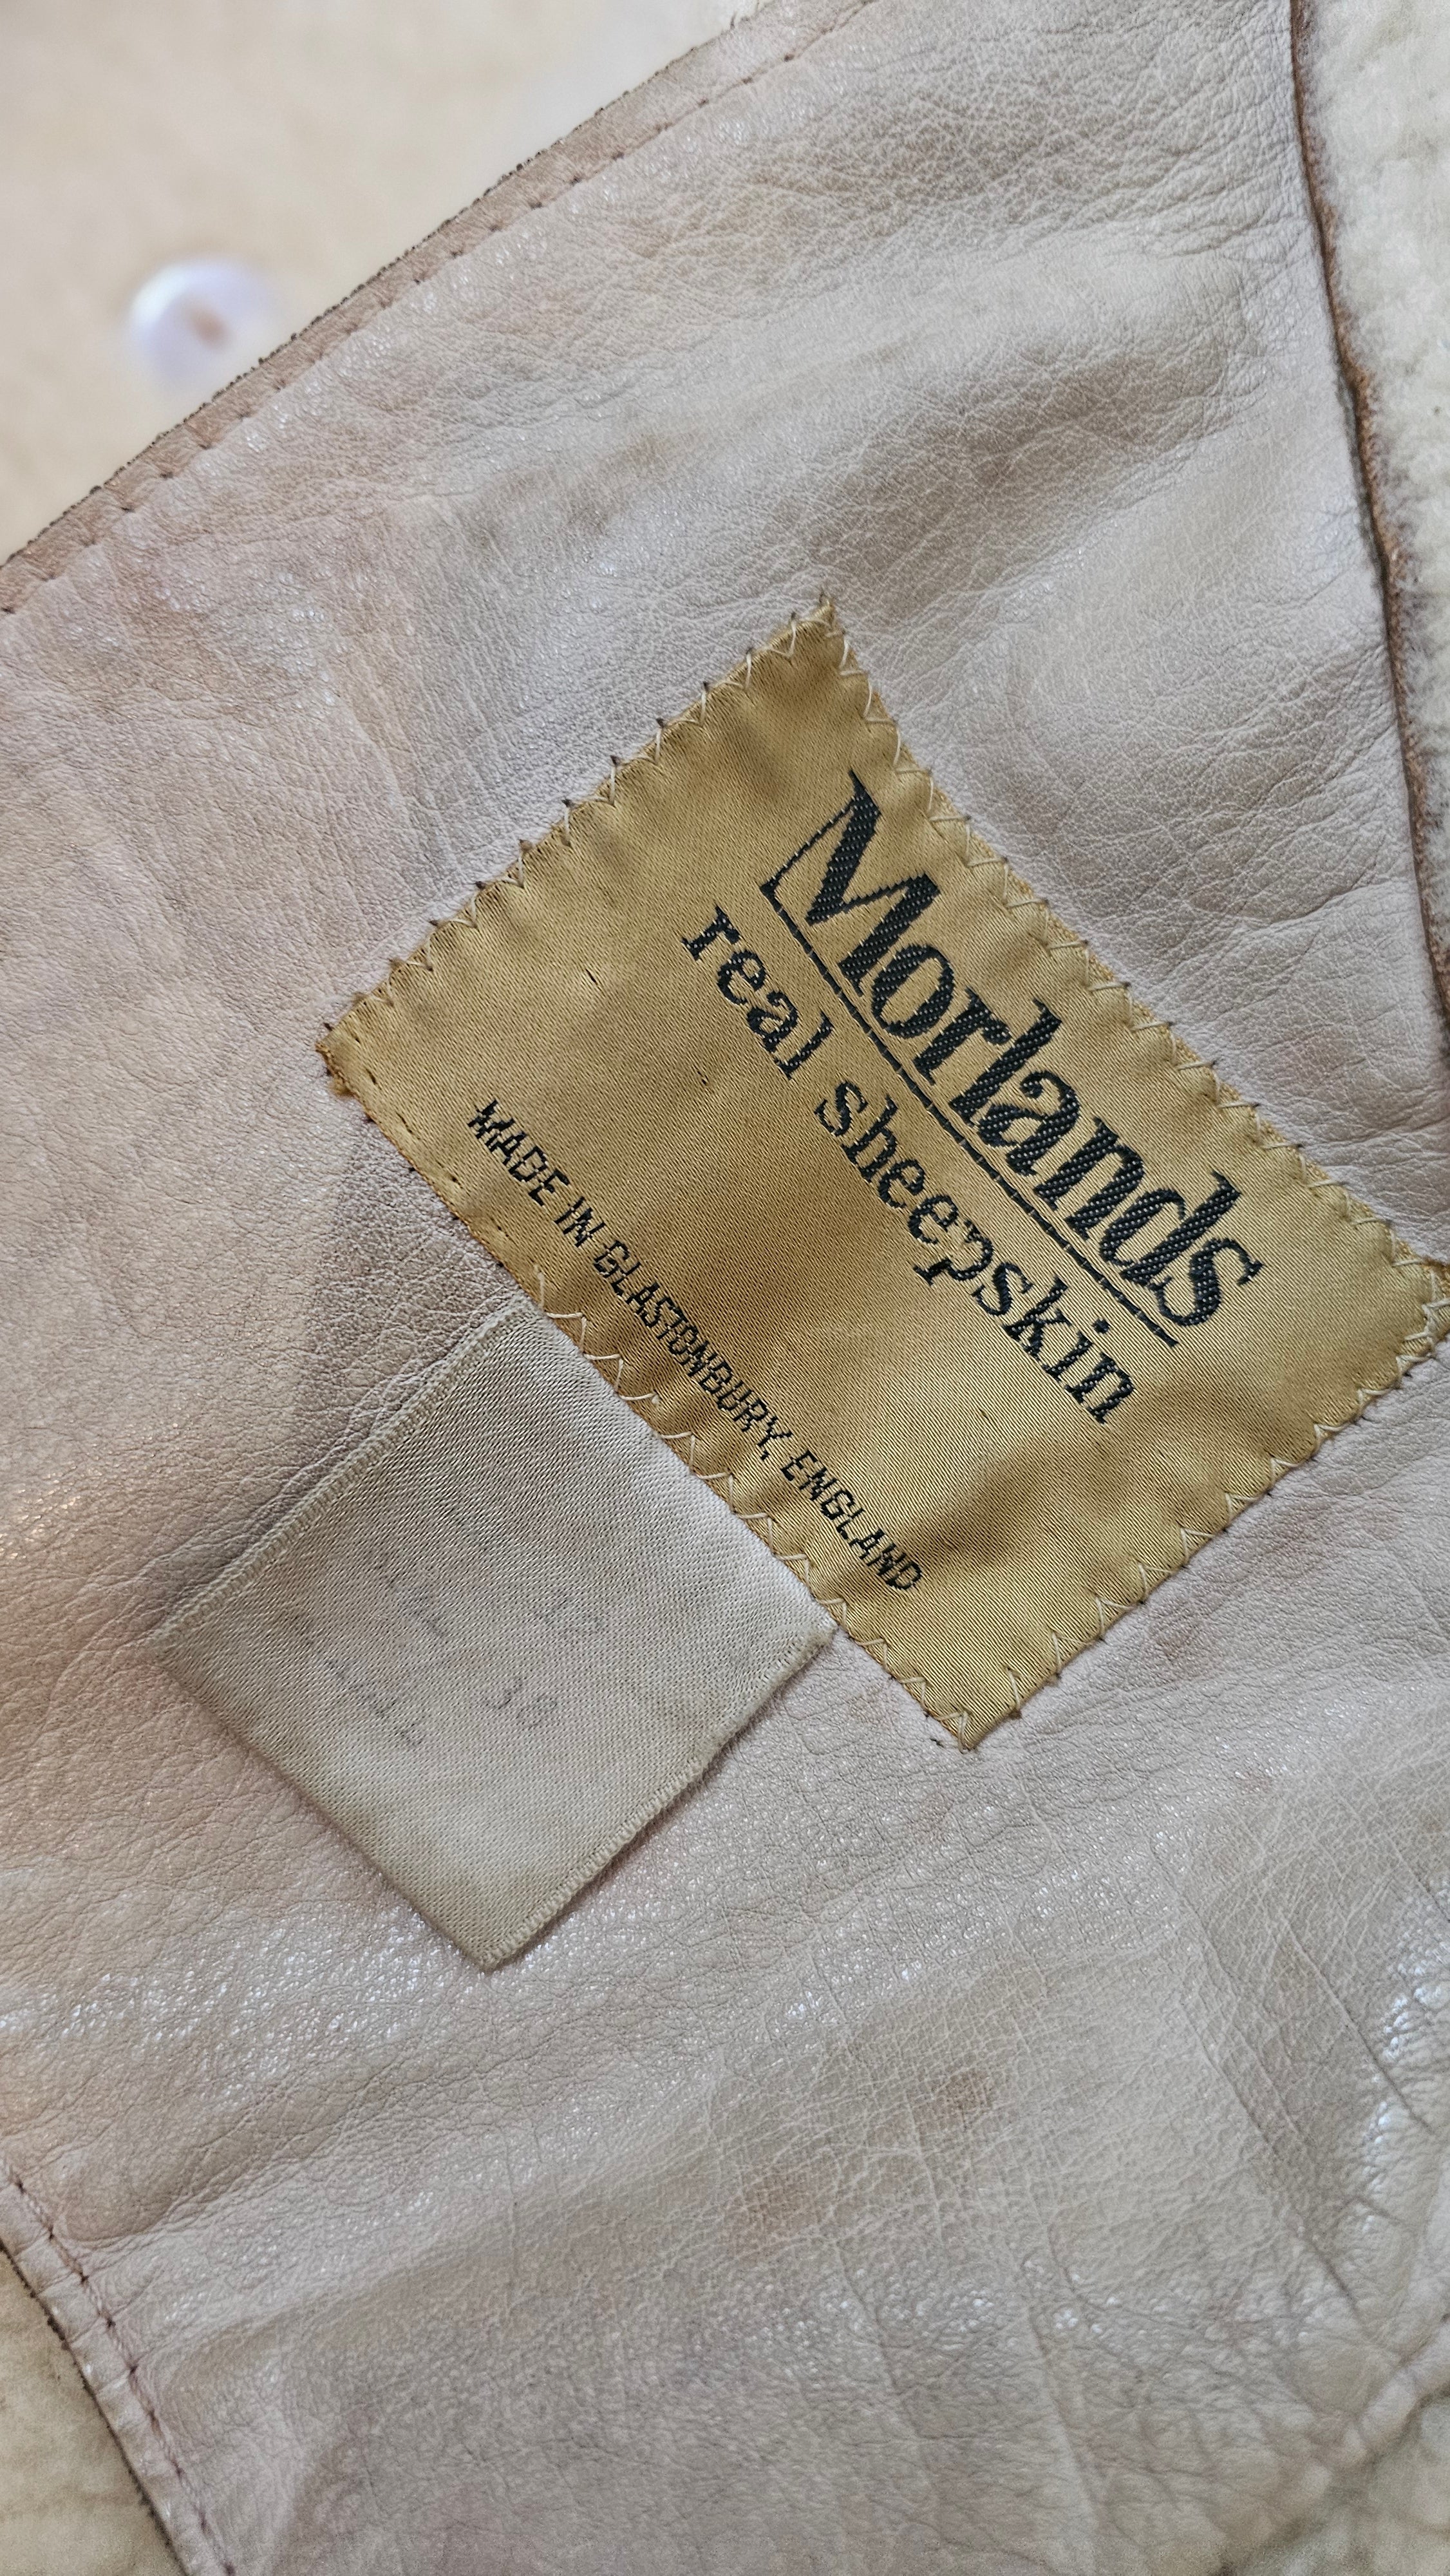 Morlands
real sheepskin
MADE IN GLASTONBURY, ENGLAND